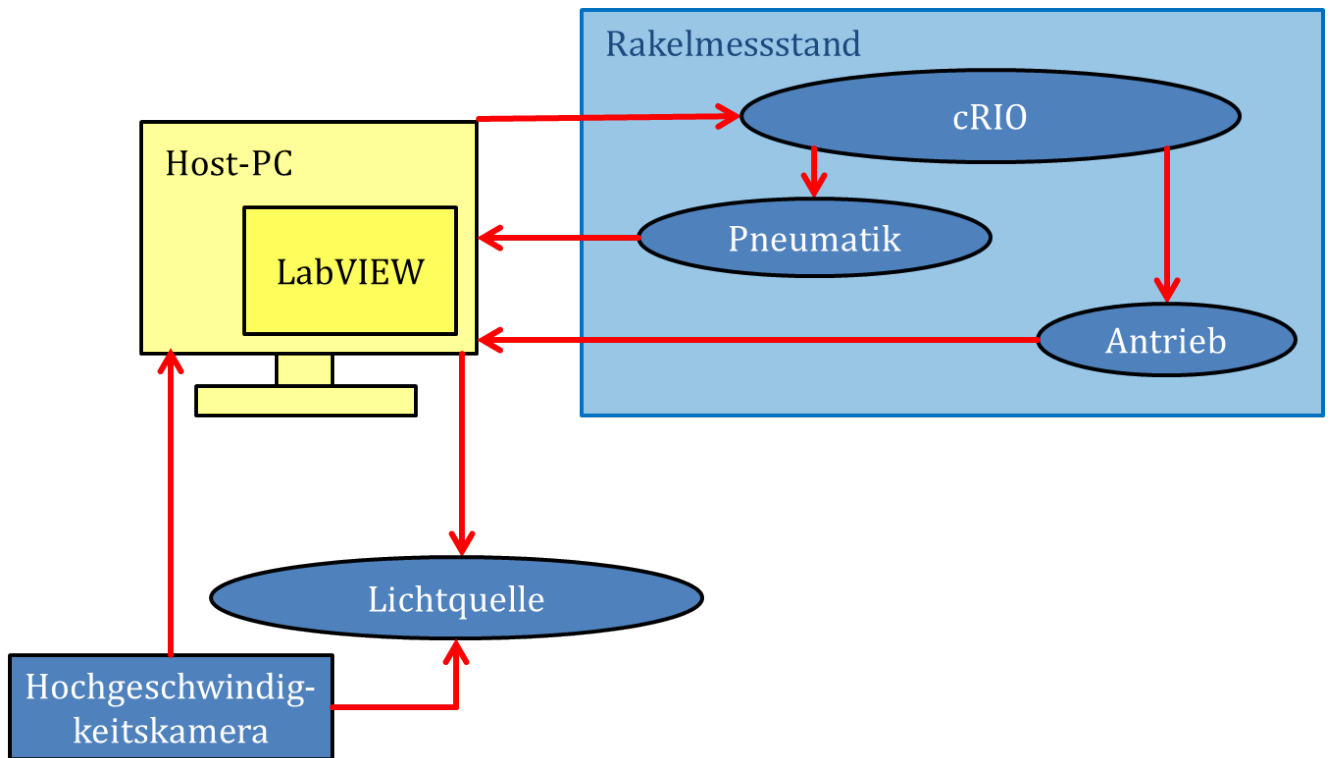 Rakelmessstand
cRIO
Host-PC
Pneumatik
LabVIEW
Antrieb
Lichtquelle
Hochgeschwindig-
keitskamera